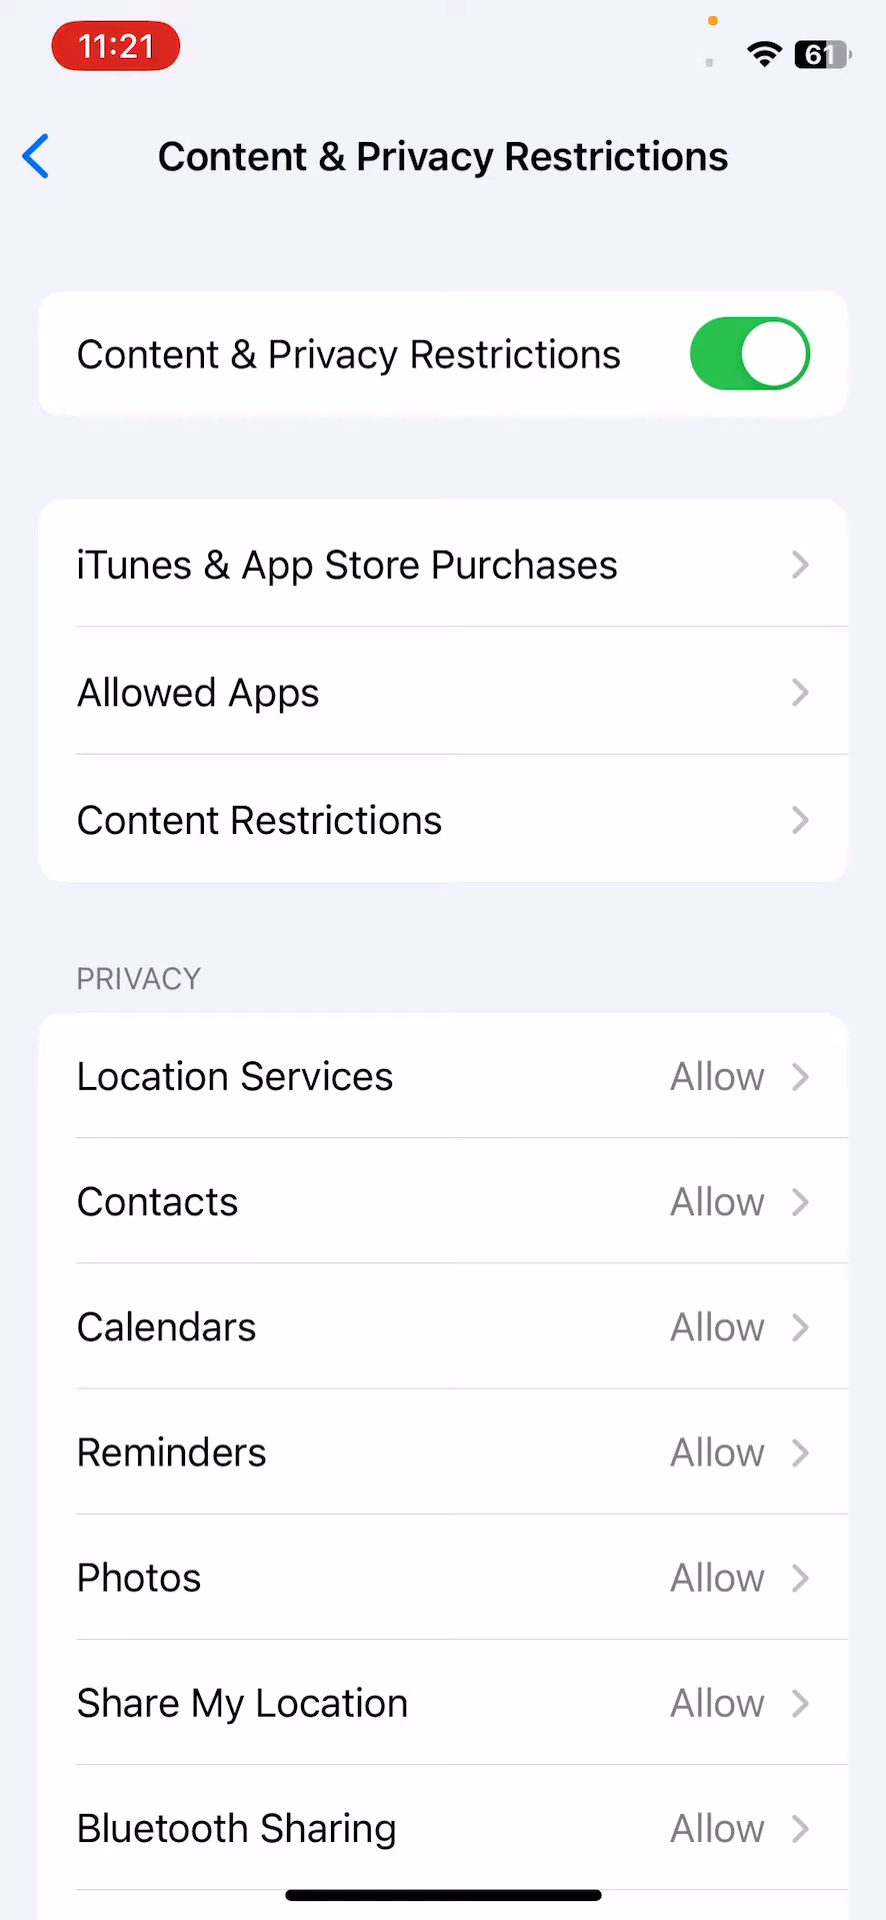 11:21
61
Content & Privacy Restrictions
Content & Privacy Restrictions
iTunes & App Store Purchases
Allowed Apps
Content Restrictions
PRIVACY
Location Services Allow
Contacts Allow
Calendars Allow
Reminders Allow
Photos Allow
Share My Location Allow
Bluetooth Sharing Allow